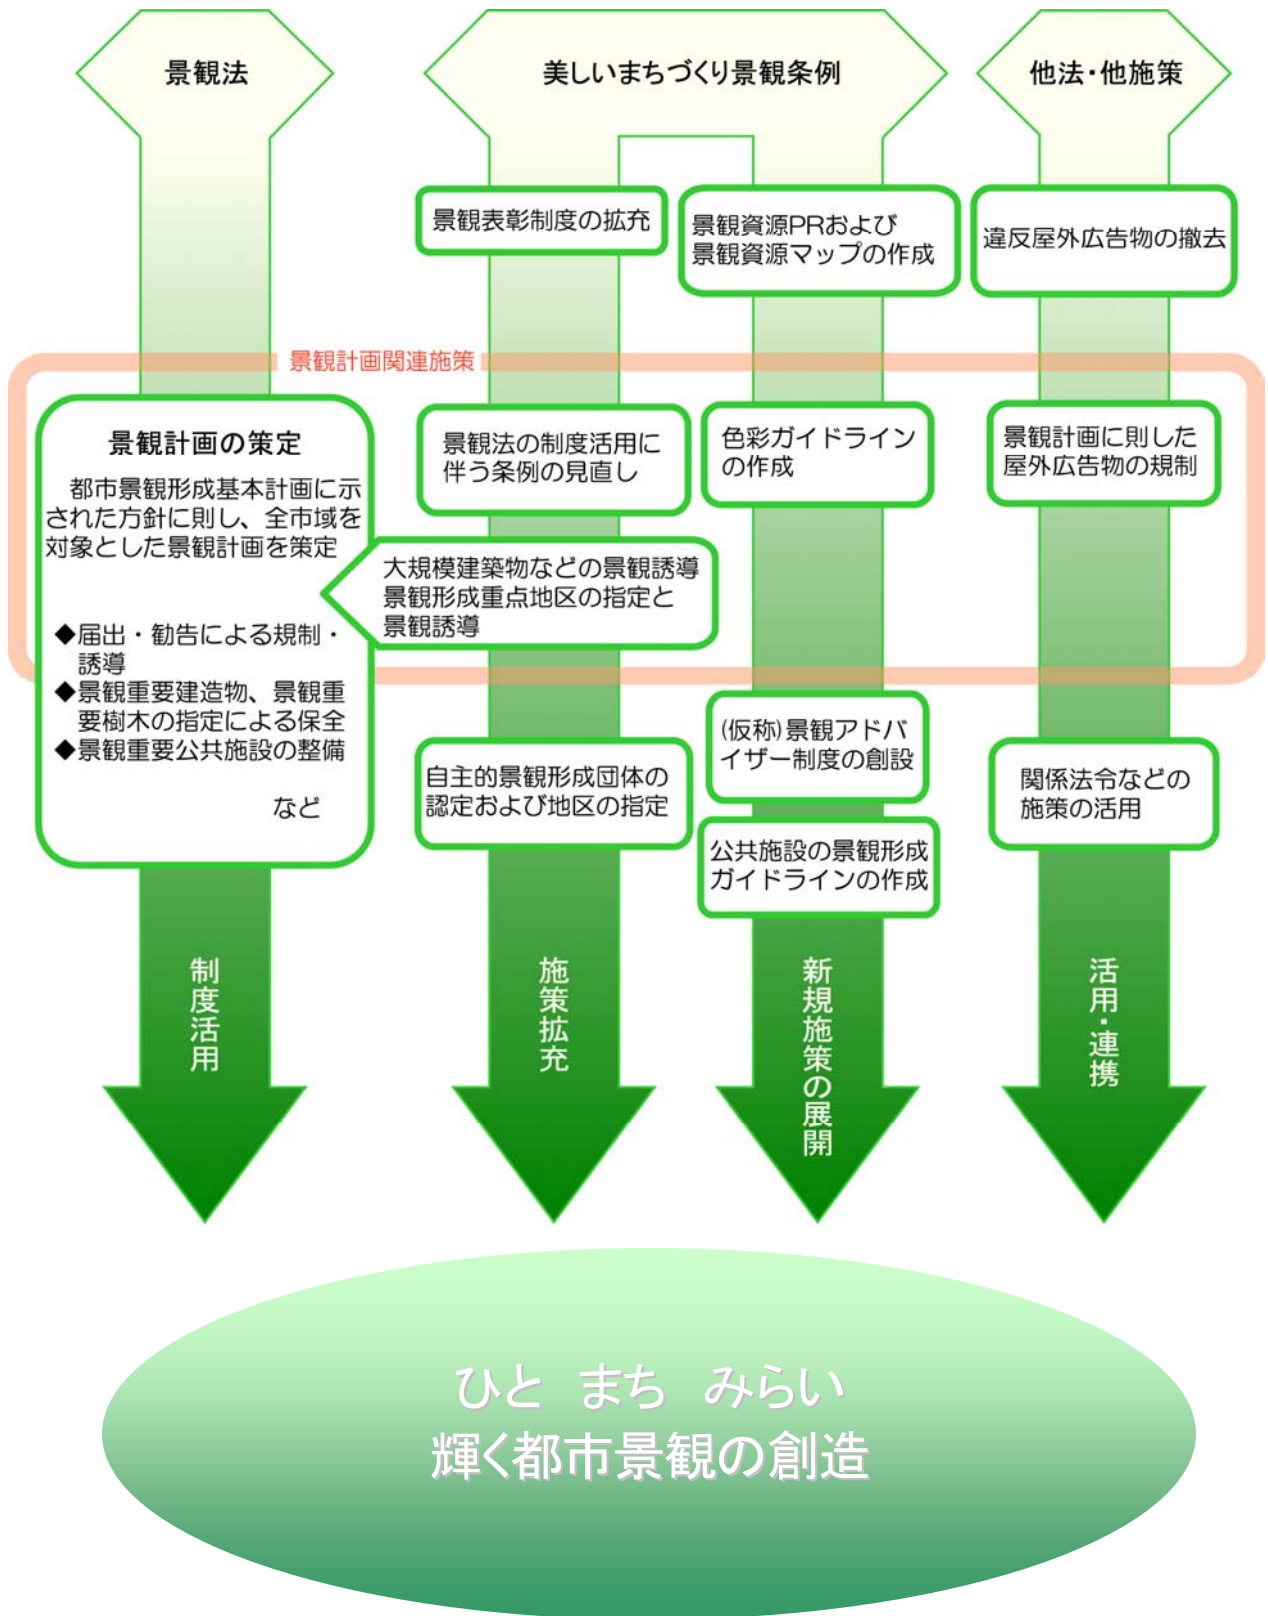 景観法
美しいまちづくり景観条例
他法・他施策
景観表彰制度の拡充
景観資源PRおよび
景観資源マップの作成
違反屋外広告物の撤去
景観計画関連施策
景観計画の策定
都市景観形成基本計画に示
された方針に則し、全市域を
対象とした景観計画を策定
◆届出・勧告による規制・
誘導
◆景観重要建造物、景観重
要樹木の指定による保全
◆景観重要公共施設の整備
など
景観法の制度活用に
伴う条例の見直し
色彩ガイドライン
の作成
景観計画に則した
屋外広告物の規制
大規模建築物などの景観誘導
景観形成重点地区の指定と
景観誘導
自主的景観形成団体の
認定および地区の指定
(仮称)景観アドバ
イザー制度の創設
公共施設の景観形成
ガイドラインの作成
関係法令などの
施策の活用
制度活用
施策拡充
新規施策の展開
活用・連携
ひと まち みらい
輝く都市景観の創造